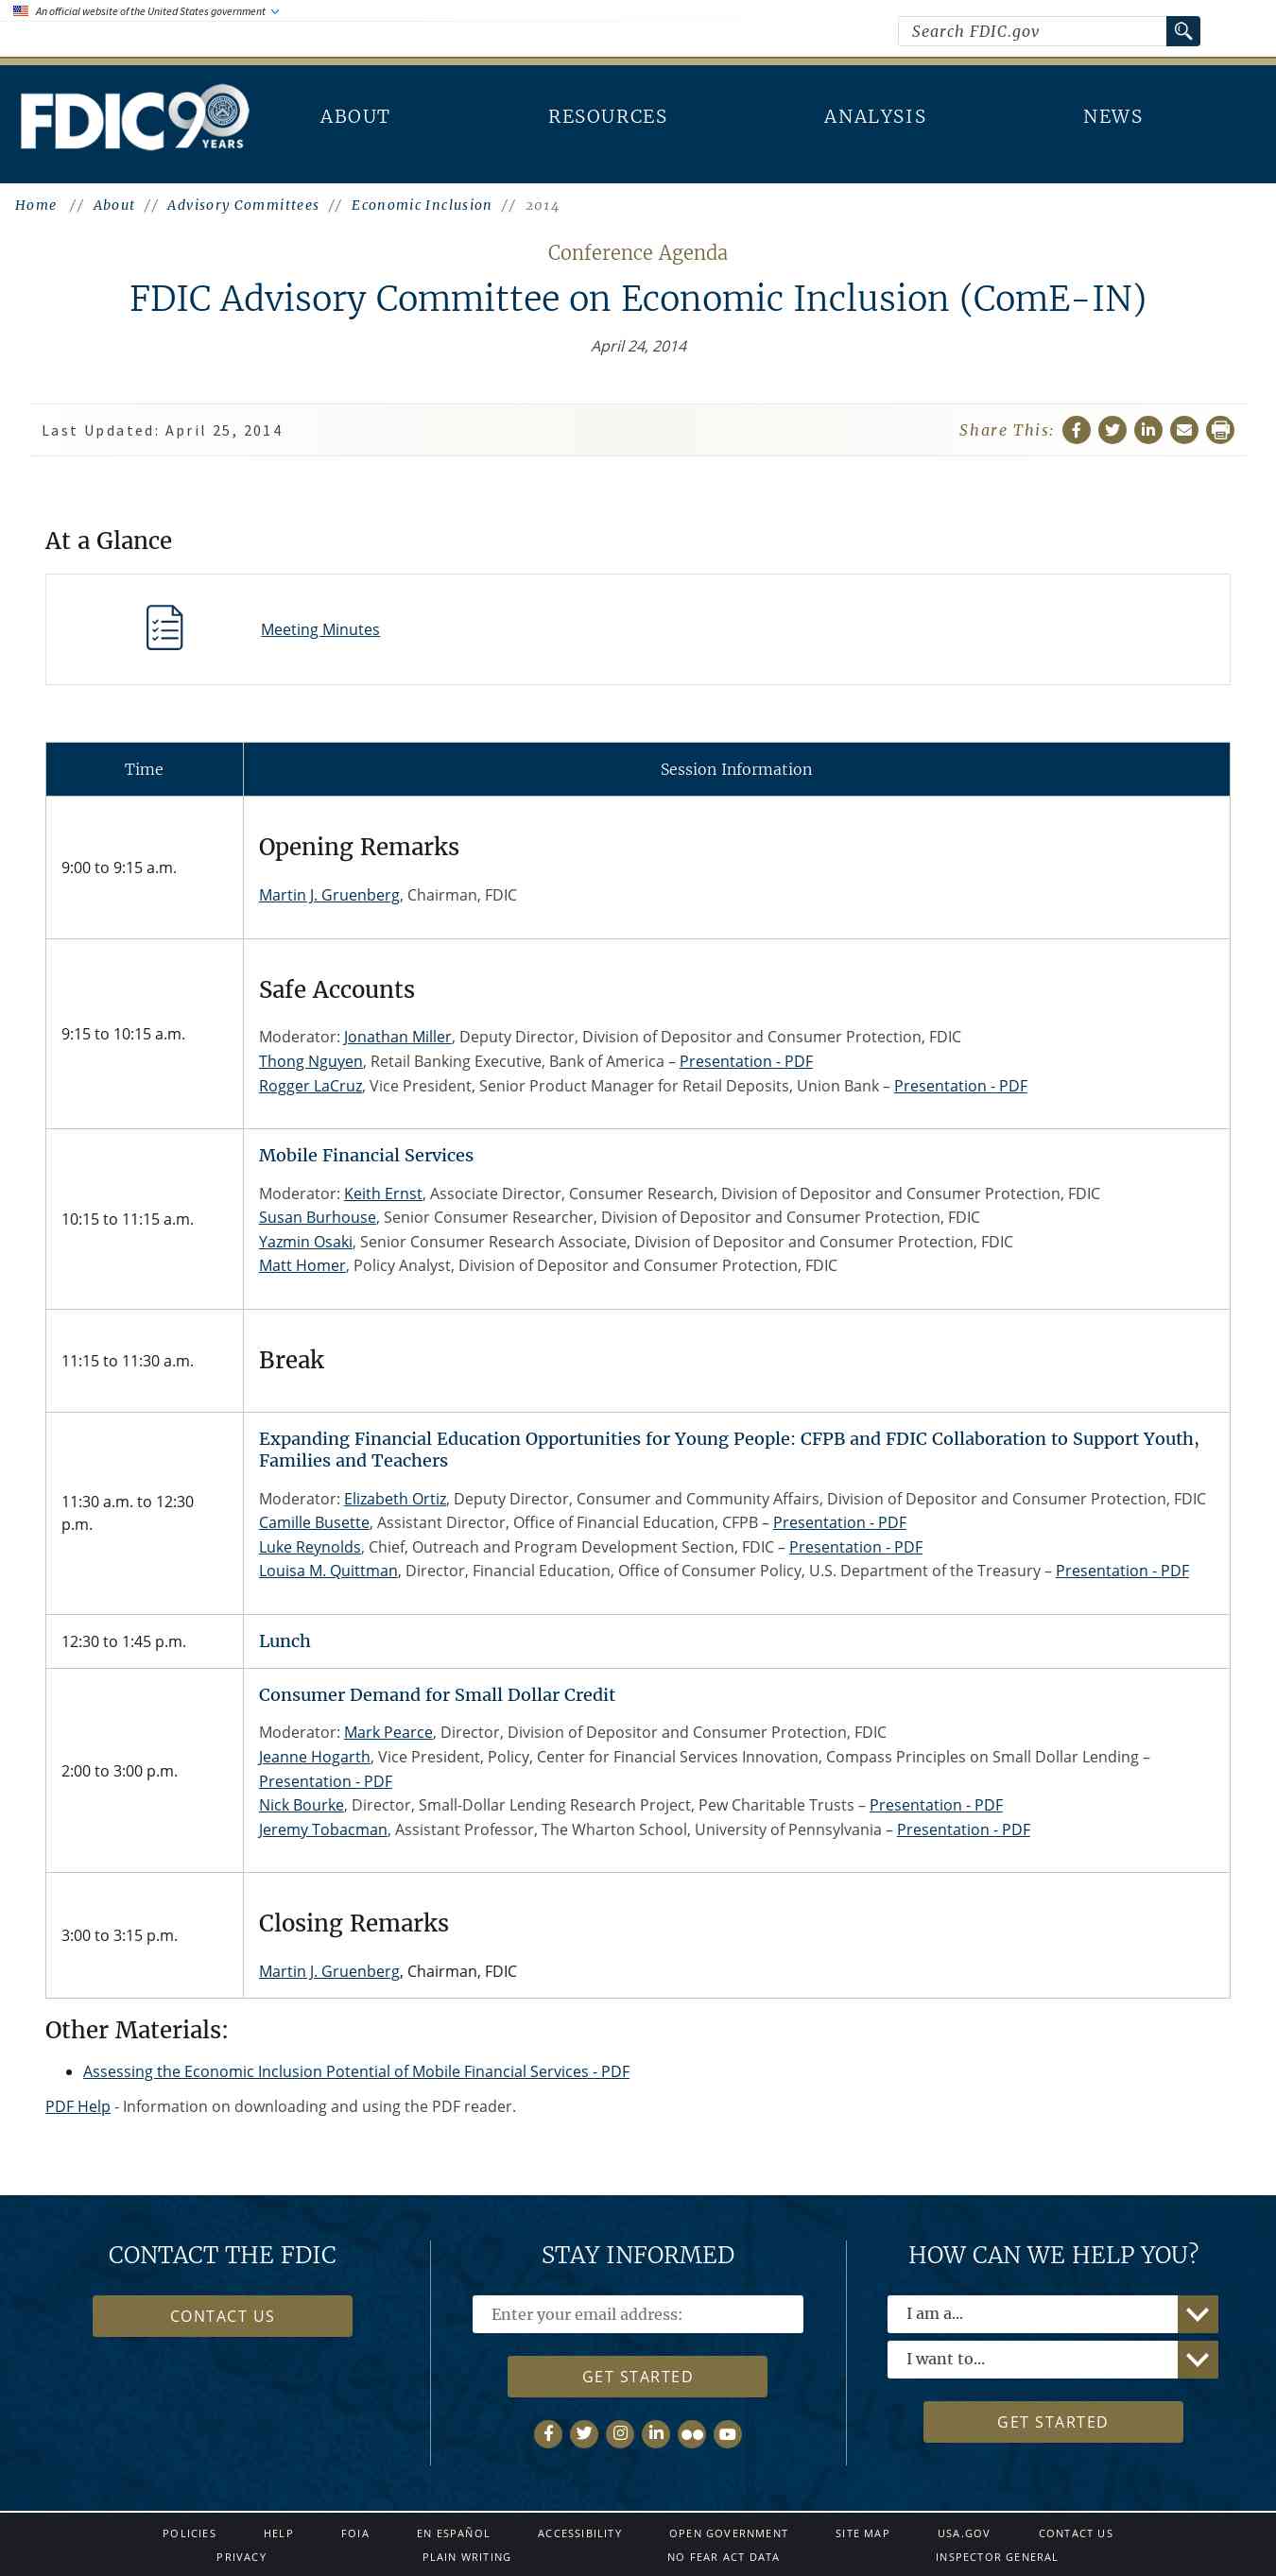 An official website of the United States government
Search FDIC.gov
FDIC 90 YEARS
ABOUT
RESOURCES
ANALYSIS
NEWS
Home // About // Advisory Committees // Economic Inclusion // 2014
Conference Agenda
FDIC Advisory Committee on Economic Inclusion (ComE-IN)
April 24, 2014
Last Updated: April 25, 2014
Share This:
At a Glance
Meeting Minutes
Time
Session Information
9:00 to 9:15 a.m.
Opening Remarks
Martin J. Gruenberg, Chairman, FDIC
9:15 to 10:15 a.m.
Safe Accounts
Moderator: Jonathan Miller, Deputy Director, Division of Depositor and Consumer Protection, FDIC
Thong Nguyen, Retail Banking Executive, Bank of America – Presentation - PDF
Rogger LaCruz, Vice President, Senior Product Manager for Retail Deposits, Union Bank – Presentation - PDF
10:15 to 11:15 a.m.
Mobile Financial Services
Moderator: Keith Ernst, Associate Director, Consumer Research, Division of Depositor and Consumer Protection, FDIC
Susan Burhouse, Senior Consumer Researcher, Division of Depositor and Consumer Protection, FDIC
Yazmin Osaki, Senior Consumer Research Associate, Division of Depositor and Consumer Protection, FDIC
Matt Homer, Policy Analyst, Division of Depositor and Consumer Protection, FDIC
11:15 to 11:30 a.m.
Break
11:30 a.m. to 12:30
p.m.
Expanding Financial Education Opportunities for Young People: CFPB and FDIC Collaboration to Support Youth,
Families and Teachers
Moderator: Elizabeth Ortiz, Deputy Director, Consumer and Community Affairs, Division of Depositor and Consumer Protection, FDIC
Camille Busette, Assistant Director, Office of Financial Education, CFPB – Presentation - PDF
Luke Reynolds, Chief, Outreach and Program Development Section, FDIC – Presentation - PDF
Louisa M. Quittman, Director, Financial Education, Office of Consumer Policy, U.S. Department of the Treasury – Presentation - PDF
12:30 to 1:45 p.m.
Lunch
2:00 to 3:00 p.m.
Consumer Demand for Small Dollar Credit
Moderator: Mark Pearce, Director, Division of Depositor and Consumer Protection, FDIC
Jeanne Hogarth, Vice President, Policy, Center for Financial Services Innovation, Compass Principles on Small Dollar Lending –
Presentation - PDF
Nick Bourke, Director, Small-Dollar Lending Research Project, Pew Charitable Trusts – Presentation - PDF
Jeremy Tobacman, Assistant Professor, The Wharton School, University of Pennsylvania – Presentation - PDF
3:00 to 3:15 p.m.
Closing Remarks
Martin J. Gruenberg, Chairman, FDIC
Other Materials:
Assessing the Economic Inclusion Potential of Mobile Financial Services - PDF
PDF Help - Information on downloading and using the PDF reader.
CONTACT THE FDIC
CONTACT US
STAY INFORMED
Enter your email address:
GET STARTED
HOW CAN WE HELP YOU?
I am a...
I want to...
GET STARTED
POLICIES HELP FOIA EN ESPAÑOL ACCESSIBILITY OPEN GOVERNMENT SITE MAP USA.GOV CONTACT US
PRIVACY PLAIN WRITING NO FEAR ACT DATA INSPECTOR GENERAL